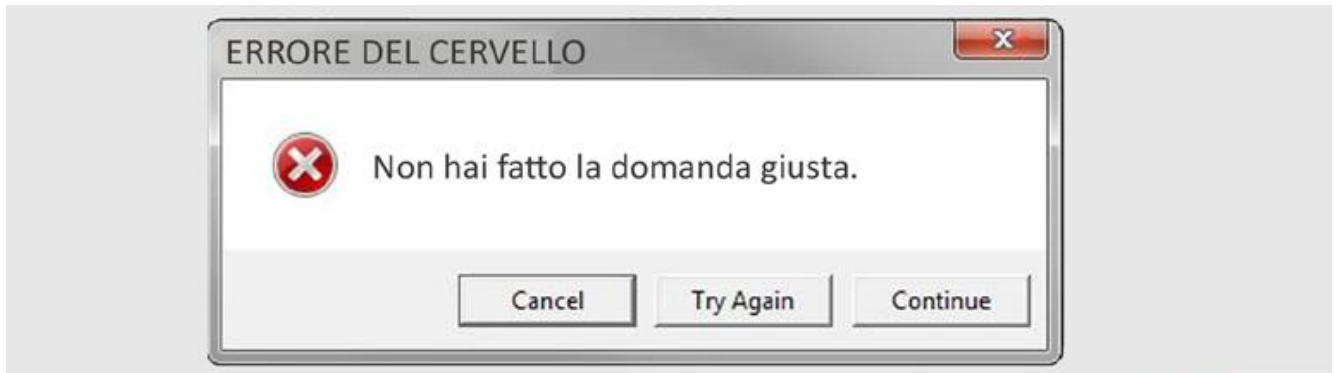 ERRORE DEL CERVELLO
Non hai fatto la domanda giusta.
Cancel Try Again Continue